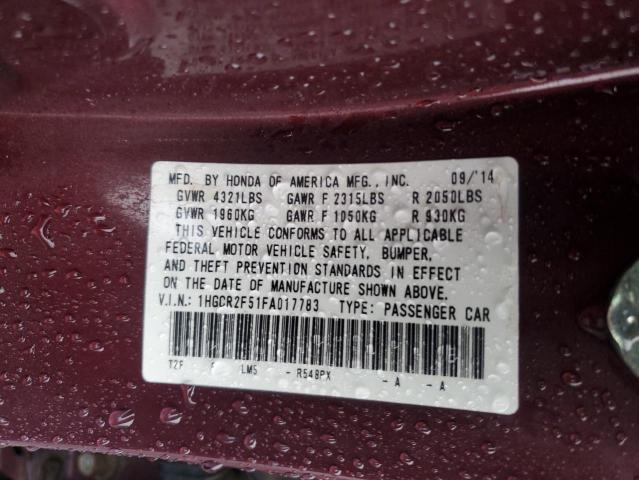 MFD. BY HONDA OF AMERICA MFG., INC. 09/'14
GVWR 4321LBS GAWR F 2315LBS R 2050LBS
GVWR 1960KG GAWR F 1050KG R 930KG
THIS VEHICLE CONFORMS TO ALL APPLICABLE
FEDERAL MOTOR VEHICLE SAFETY, BUMPER,
AND THEFT PREVENTION STANDARDS IN EFFECT
ON THE DATE OF MANUFACTURE SHOWN ABOVE.
V.I.N.: 1HGCR2F51FA017783 TYPE: PASSENGER CAR
T2F F LM5 - R548PX - A - A